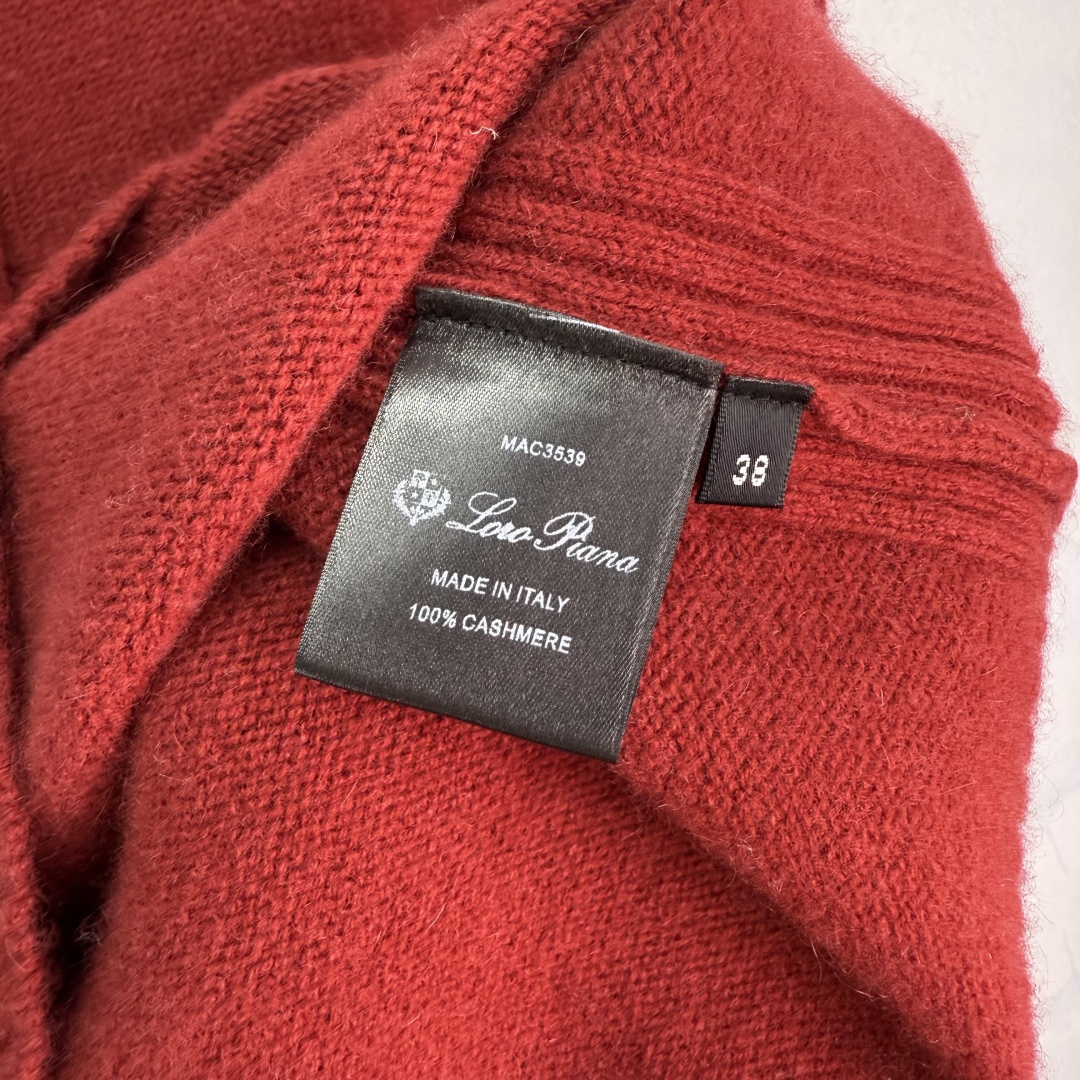 MAC3539
Loro Piana
MADE IN ITALY
100% CASHMERE
38